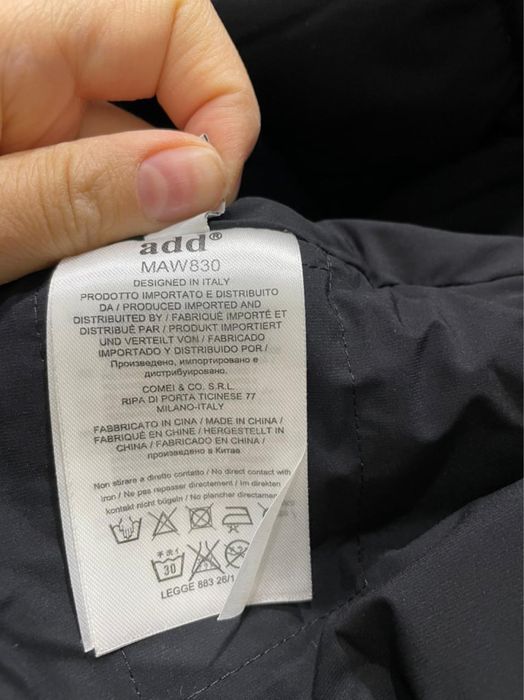 add®
MAW830
DESIGNED IN ITALY
PRODOTTO IMPORTATO E DISTRIBUITO
DA / PRODUCED IMPORTED AND
DISTRIBUITED BY / FABRIQUÉ IMPORTÉ ET
DISTRIBUÉ PAR / PRODUKT IMPORTIERT
UND VERTEILT VON / FABRICADO
IMPORTADO Y DISTRIBUIDO POR /
Произведено, импортировано е
дистрибуировано.
COMEI & CO. S.R.L.
RIPA DI PORTA TICINESE 77
MILANO-ITALY
FABBRICATO IN CINA / MADE IN CHINA /
FABRIQUÉ EN CHINE / HERGESTELLT IN
CHINA / FABRICADO EN CHINA /
произведено в Китае
Non stirare a diretto contatto / No direct contact with
iron / Ne pas repasser directement / Im direkten
kontakt nicht bügeln / No planchar
30
LEGGE 883 26/1